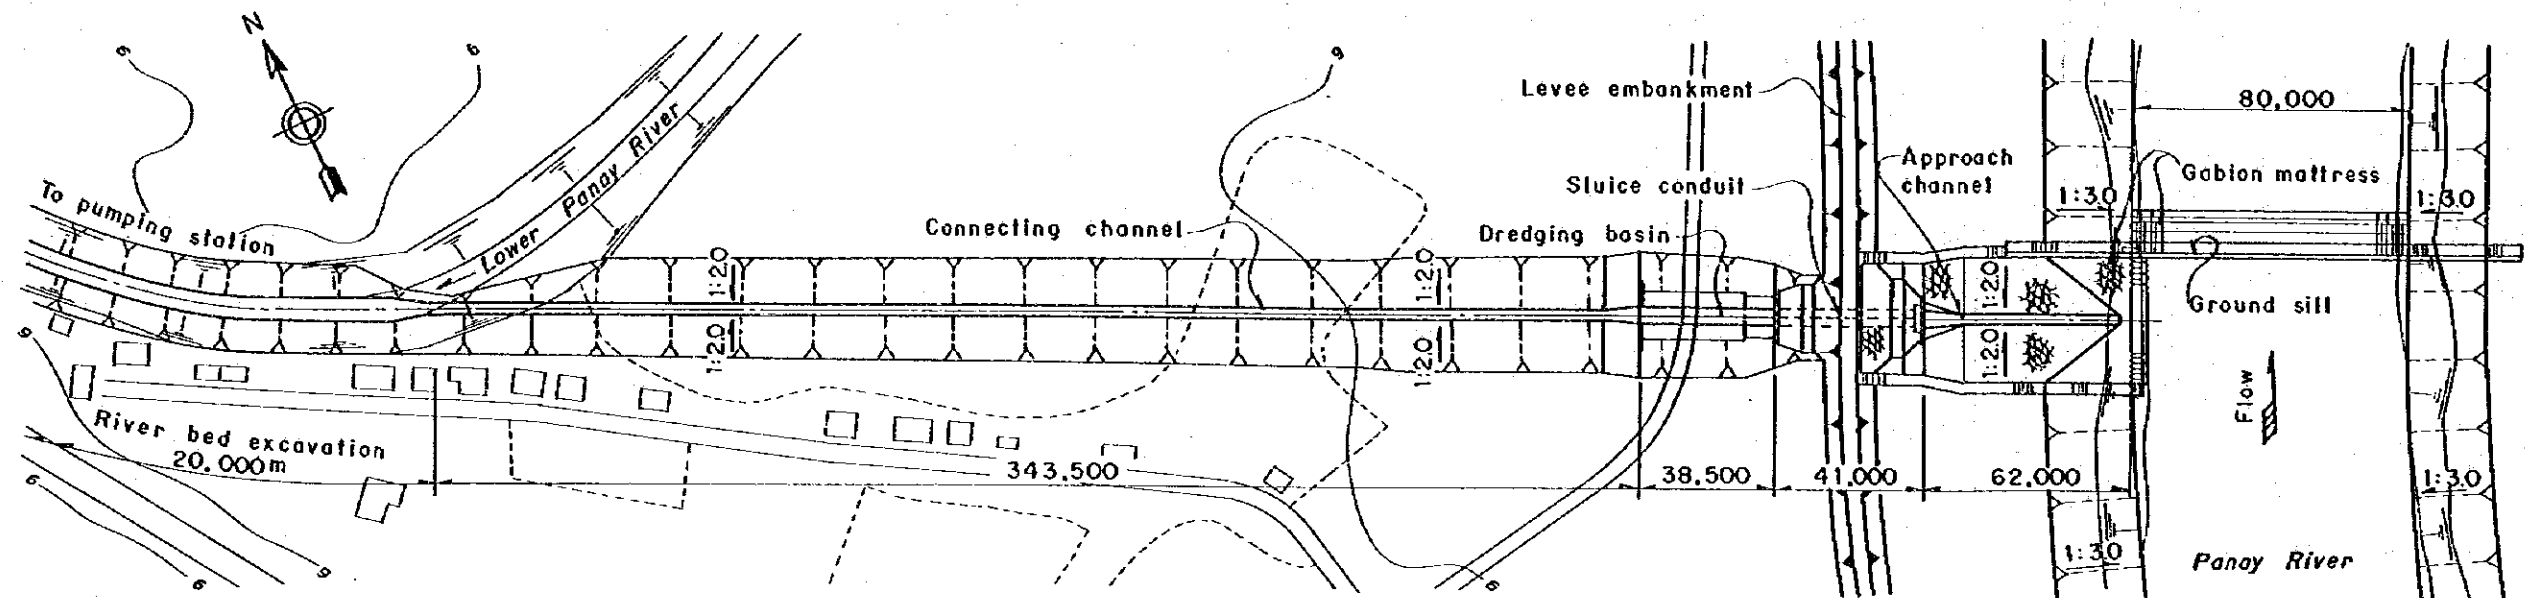 N
6
6
9
Levee embankment
80,000
Approach
channel
Gabion mattress
Sluice conduit
1:3.0
1:3.0
To pumping station
Lower Panay River
Connecting channel
Dredging basin
1:2.0
1:2.0
1:2.0
1:2.0
1:2.0
1:2.0
Ground sill
Flow
9
River bed excavation
20.000m
343,500
38,500
41,000
62,000
1:3.0
6
6
9
9
1:3.0
Panay River